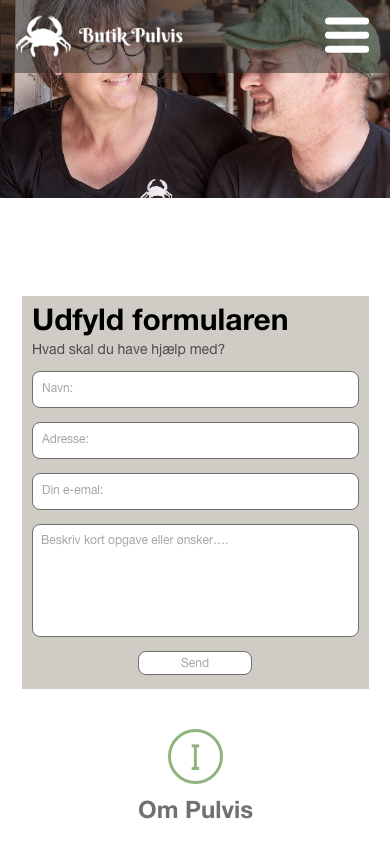 Butik Pulvis
Udfyld formularen
Hvad skal du have hjælp med?
Navn:
Adresse:
Din e-emal:
Beskriv kort opgave eller ønsker....
Send
I
Om Pulvis